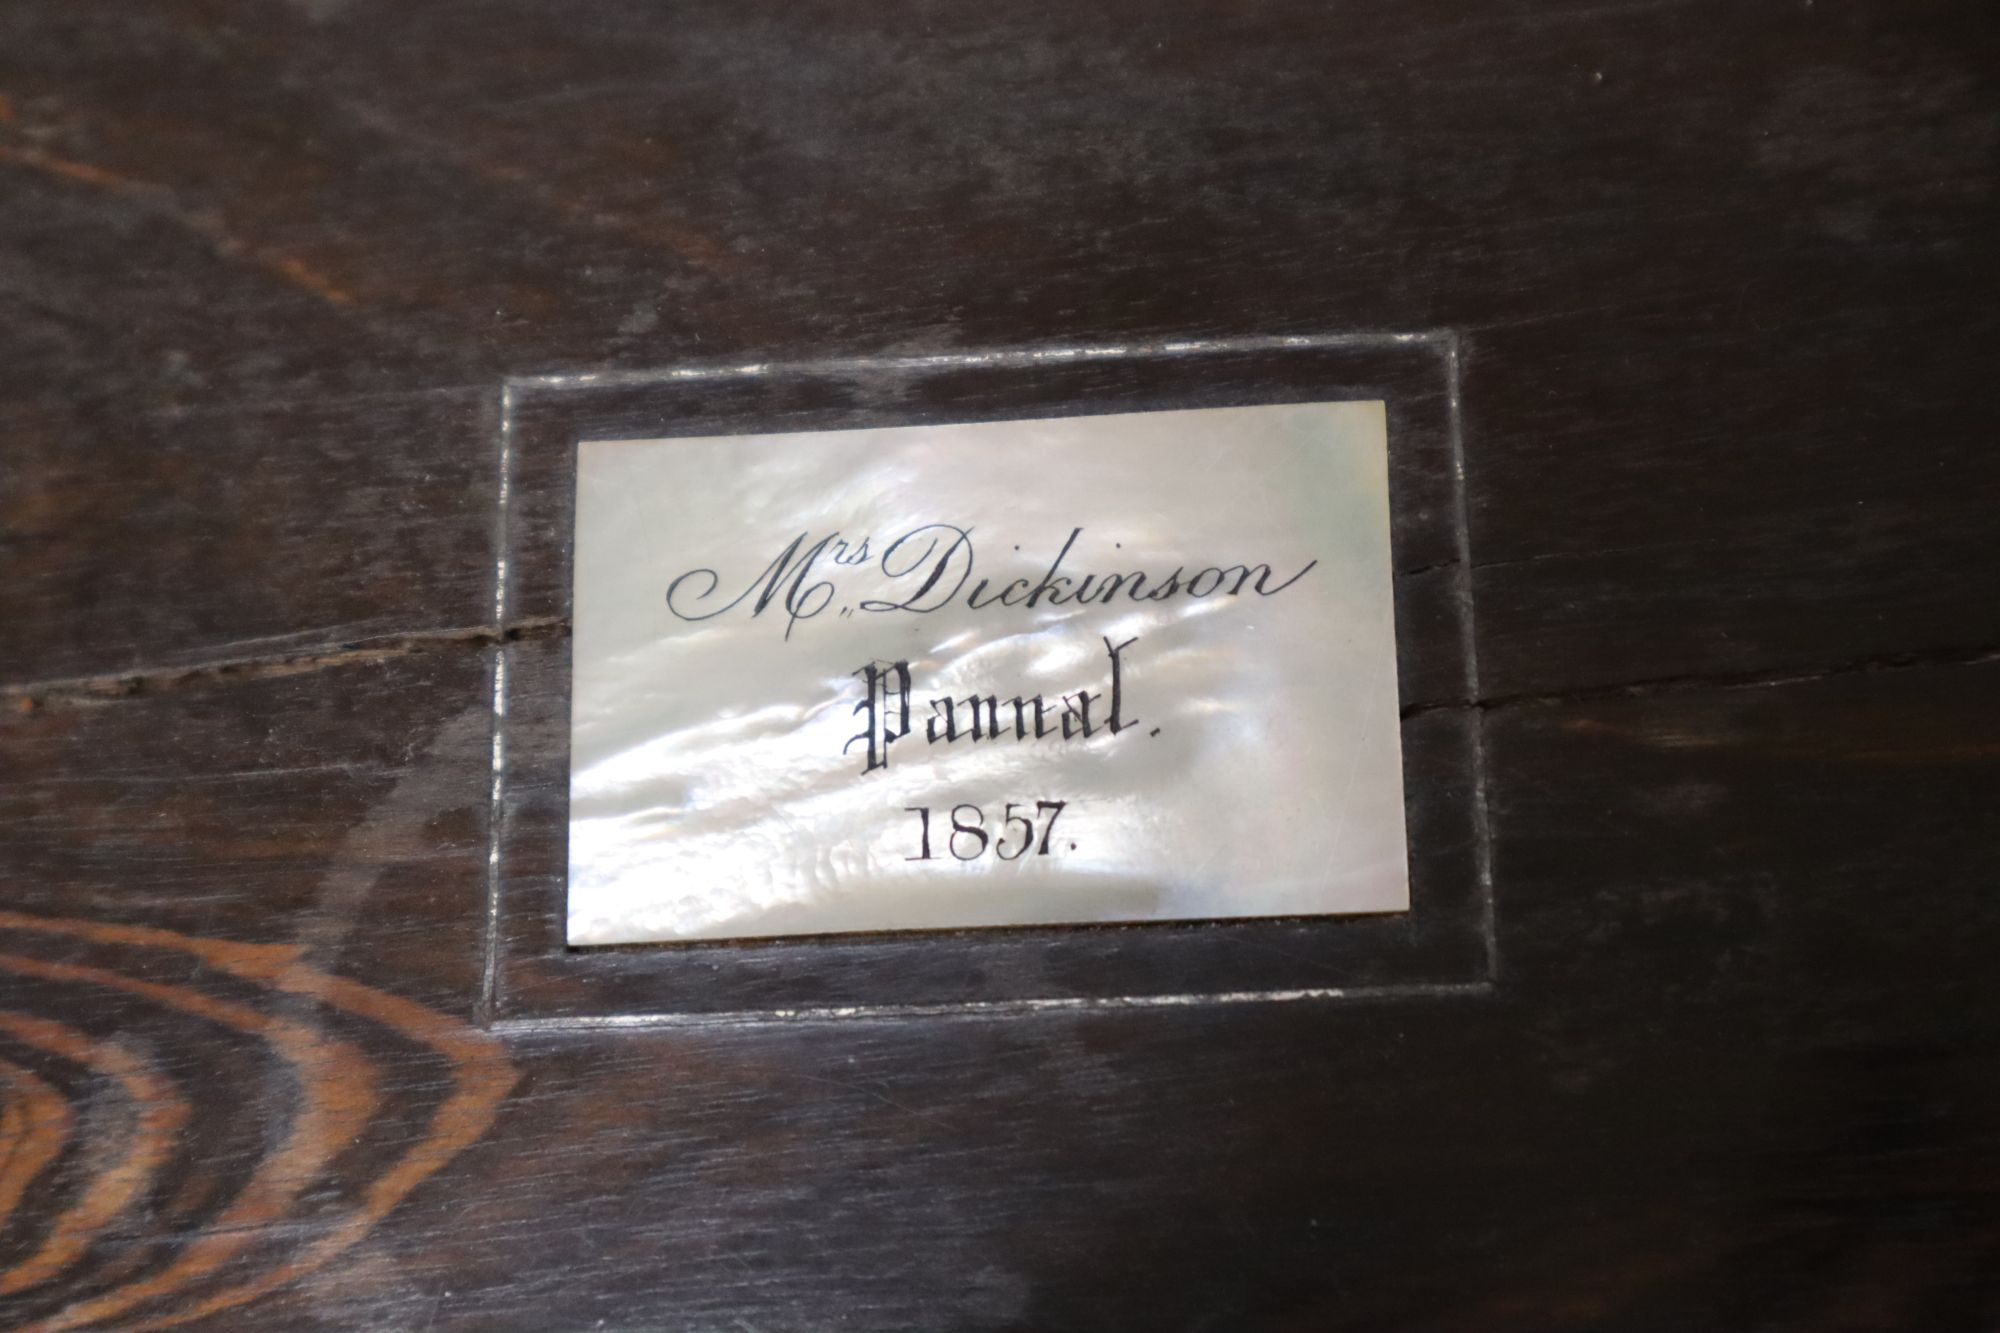 Mrs,, Dickinson
Pannal.
1857.